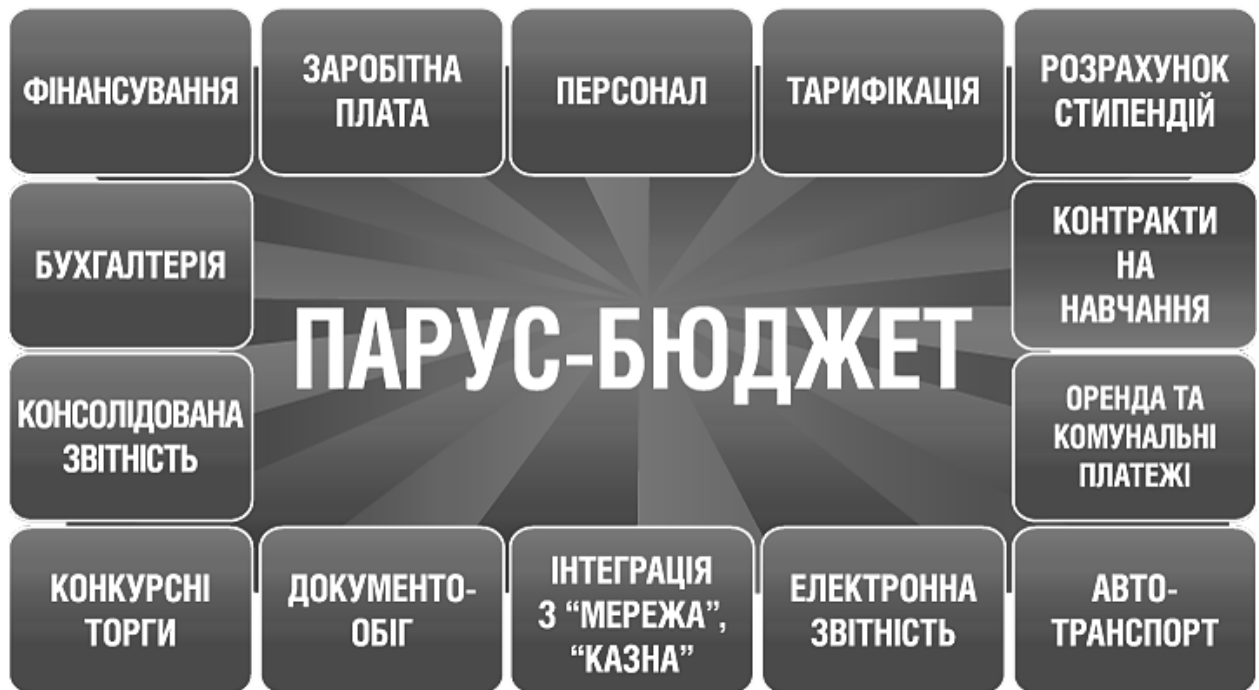 ФІНАНСУВАННЯ
ЗАРОБІТНА
ПЛАТА
ПЕРСОНАЛ
ТАРИФІКАЦІЯ
РОЗРАХУНОК
СТИПЕНДІЙ
БУХГАЛТЕРІЯ
КОНТРАКТИ
НА
НАВЧАННЯ
ПАРУС-БЮДЖЕТ
КОНСОЛІДОВАНА
ЗВІТНІСТЬ
ОРЕНДА ТА
КОМУНАЛЬНІ
ПЛАТЕЖІ
КОНКУРСНІ
ТОРГИ
ДОКУМЕНТО-
ОБІГ
ІНТЕГРАЦІЯ
З “МЕРЕЖА”,
“КАЗНА”
ЕЛЕКТРОННА
ЗВІТНІСТЬ
АВТО-
ТРАНСПОРТ